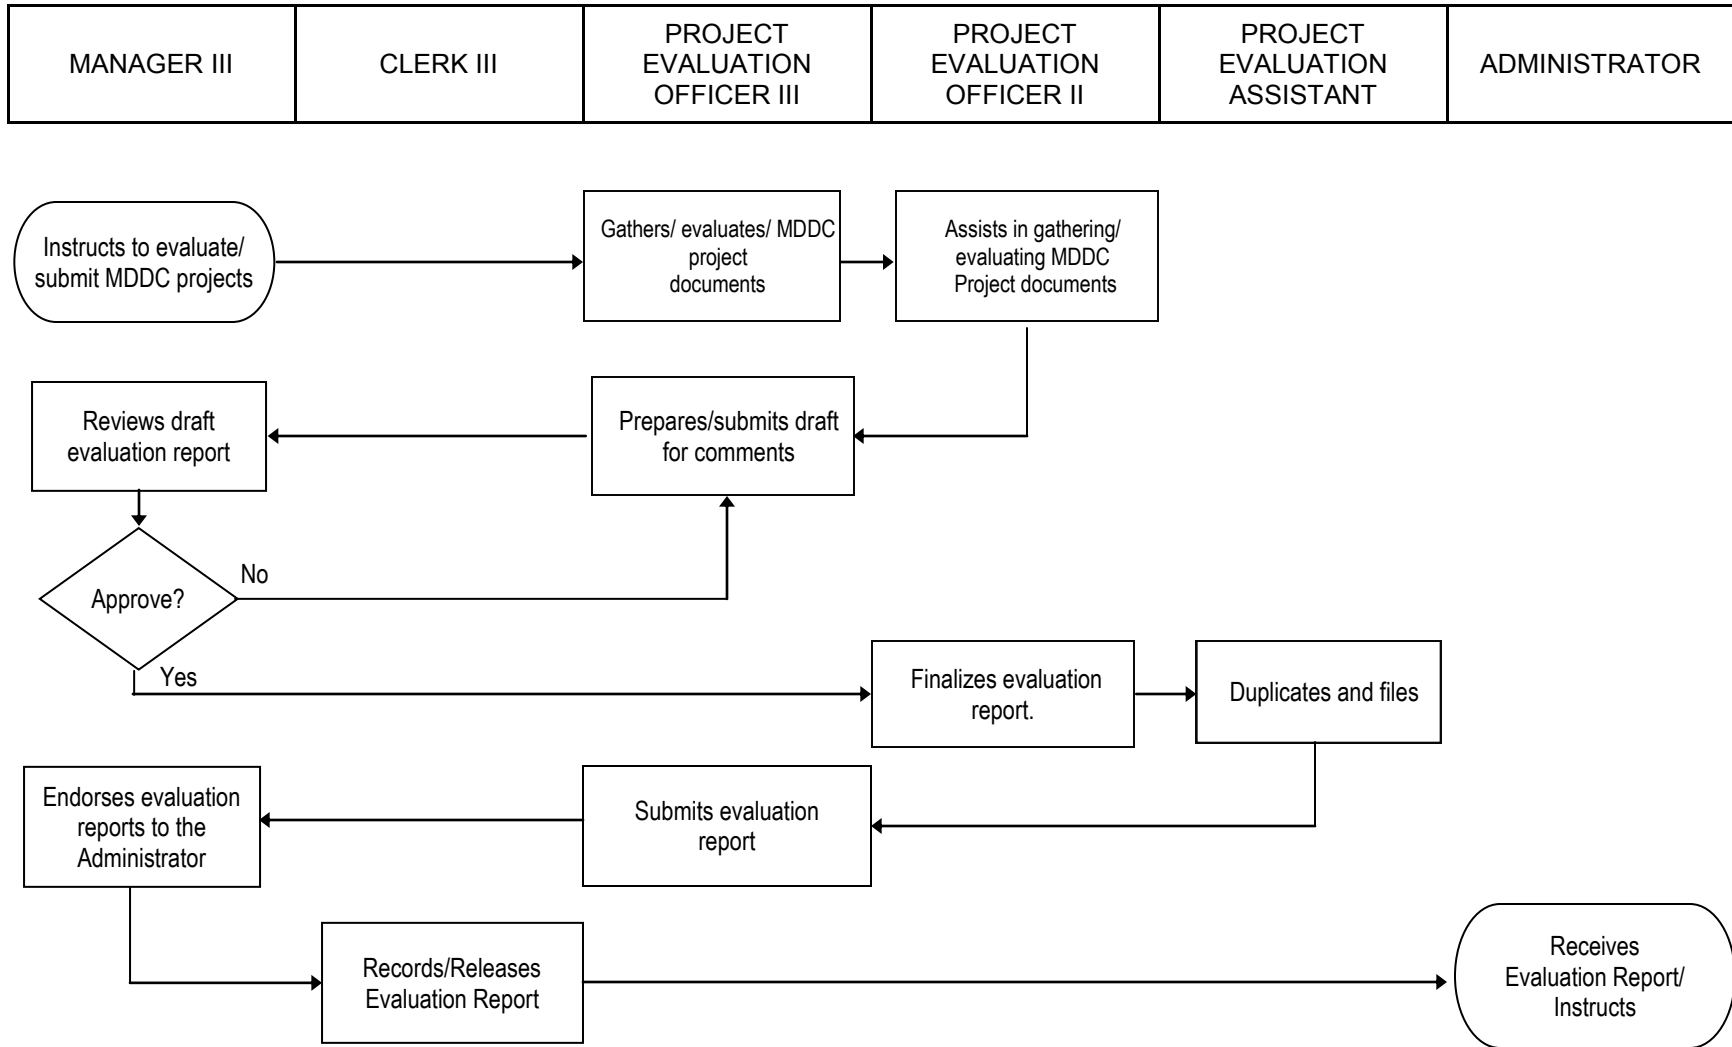 MANAGER III
CLERK III
PROJECT
EVALUATION
OFFICER III
PROJECT
EVALUATION
OFFICER II
PROJECT
EVALUATION
ASSISTANT
ADMINISTRATOR
Instructs to evaluate/
submit MDDC projects
Gathers/ evaluates/ MDDC
project
documents
Assists in gathering/
evaluating MDDC
Project documents
Reviews draft
evaluation report
Prepares/submits draft
for comments
Approve?
No
Yes
Finalizes evaluation
report.
Duplicates and files
Endorses evaluation
reports to the
Administrator
Submits evaluation
report
Records/Releases
Evaluation Report
Receives
Evaluation Report/
Instructs